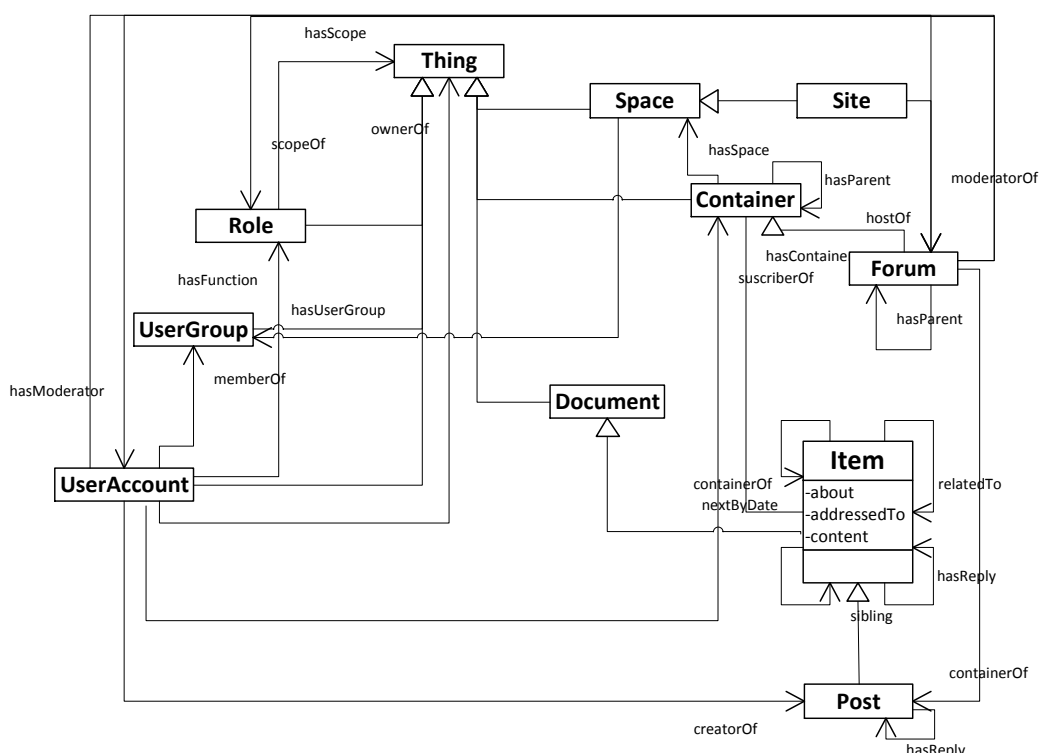 hasScope
Thing
Space
Site
ownerOf
scopeOf
hasSpace
hasParent
moderatorOf
Container
Role
hostOf
hasContaine
suscriberOf
Forum
hasFunction
hasUserGroup
UserGroup
hasParent
memberOf
hasModerator
Document
Item
UserAccount
containerOf
nextByDate
-about
-addressedTo
-content
relatedTo
hasReply
sibling
containerOf
Post
creatorOf
hasReply